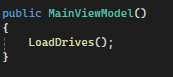 public MainViewModel()
{
    LoadDrives();
}